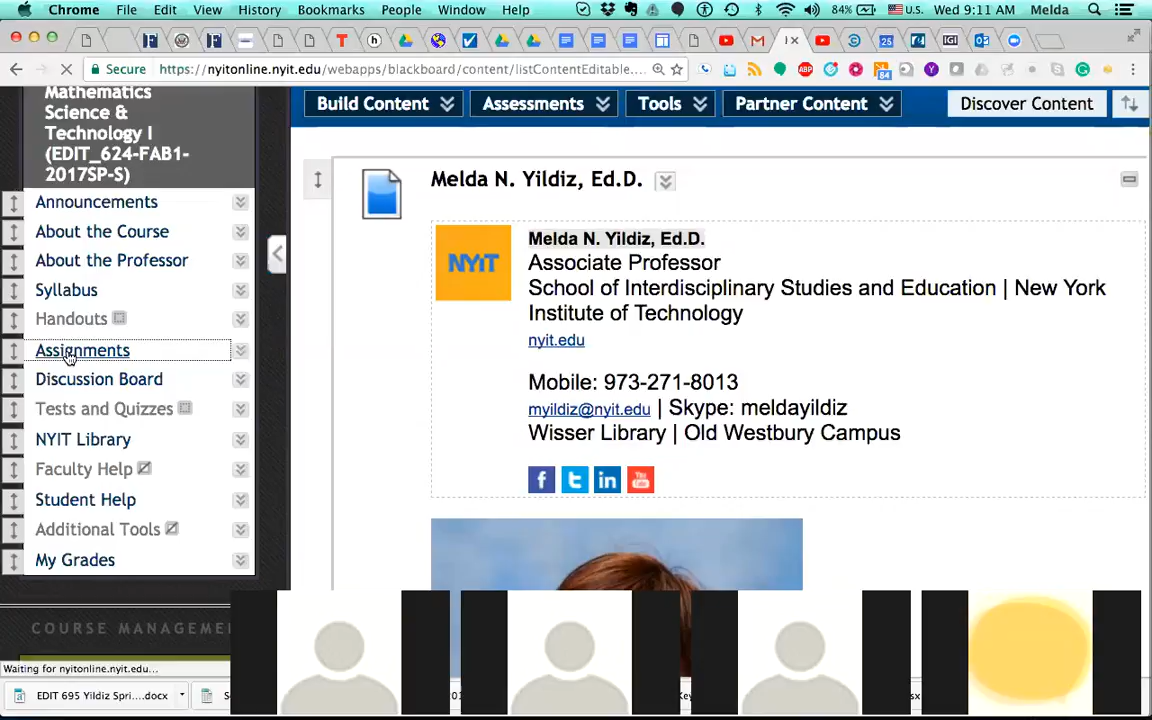 Chrome File Edit View History Bookmarks People Window Help 84% U.S. Wed 9:11 AM Melda
Secure https://nyitonline.nyit.edu/webapps/blackboard/content/listContentEditable....
Mathematics
Science &
Technology I
(EDIT_624-FAB1-
2017SP-S)
Announcements
About the Course
About the Professor
Syllabus
Handouts
Assignments
Discussion Board
Tests and Quizzes
NYIT Library
Faculty Help
Student Help
Additional Tools
My Grades
COURSE MANAGEME
Build Content Assessments Tools Partner Content Discover Content
Melda N. Yildiz, Ed.D.
NYIT
Melda N. Yildiz, Ed.D.
Associate Professor
School of Interdisciplinary Studies and Education | New York
Institute of Technology
nyit.edu
Mobile: 973-271-8013
myildiz@nyit.edu | Skype: meldayildiz
Wisser Library | Old Westbury Campus
Waiting for nyitonline.nyit.edu...
EDIT 695 Yildiz Spri....docx